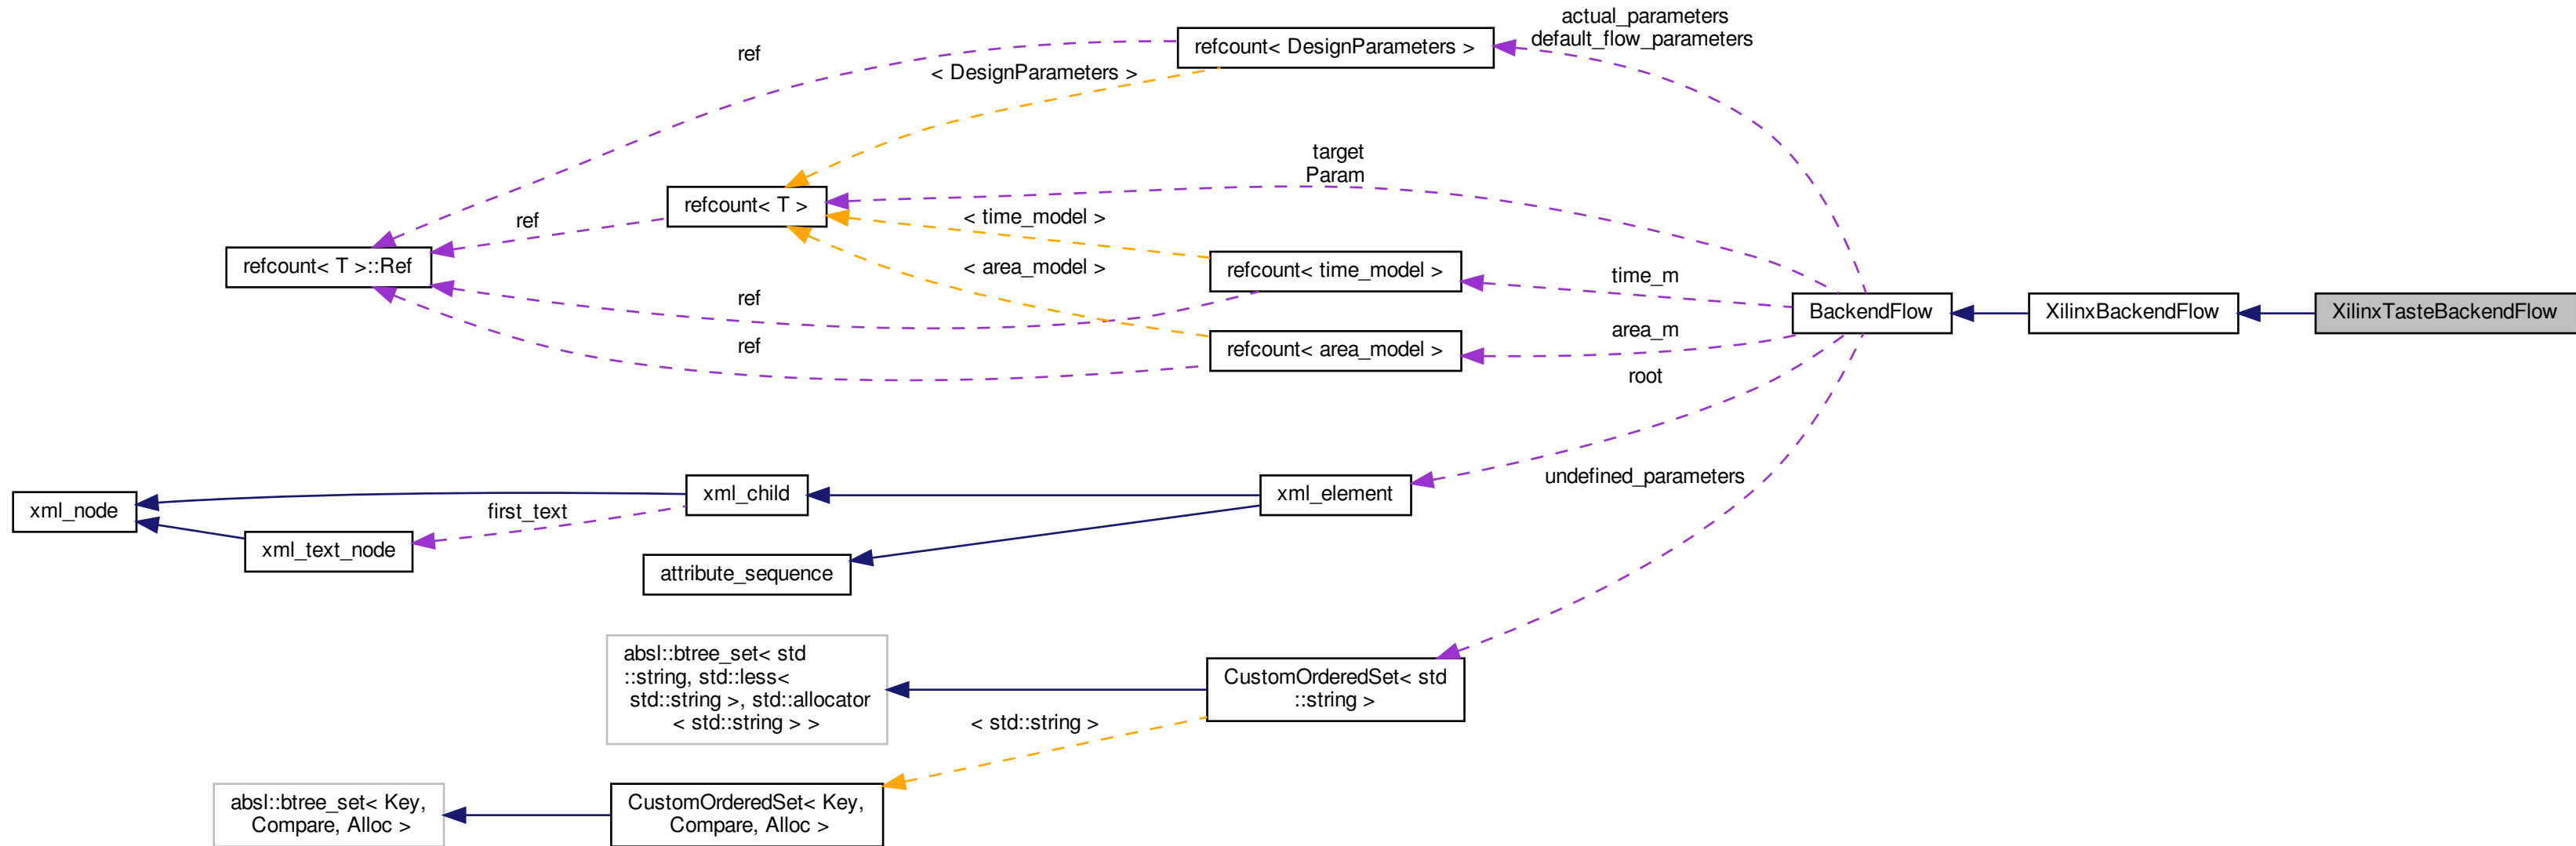 actual_parameters
default_flow_parameters
refcount< DesignParameters >
ref
< DesignParameters >
target
Param
refcount< T >
< time_model >
ref
refcount< T >::Ref
< area_model >
refcount< time_model >
time_m
ref
BackendFlow
XilinxBackendFlow
XilinxTasteBackendFlow
area_m
ref
refcount< area_model >
root
undefined_parameters
xml_node
xml_child
xml_element
first_text
xml_text_node
attribute_sequence
absl::btree_set< std
::string, std::less<
std::string >, std::allocator
< std::string > >
CustomOrderedSet< std
::string >
< std::string >
absl::btree_set< Key,
Compare, Alloc >
CustomOrderedSet< Key,
Compare, Alloc >